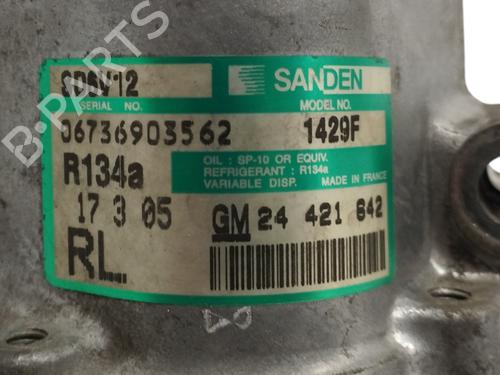 SD6V12
SANDEN
SERIAL NO.
MODEL NO.
06736903562
1429F
R134a
OIL : SP-10 OR EQUIV.
REFRIGERANT : R134a
VARIABLE DISP. MADE IN FRANCE
17 3 05
GM 24 421 642
RL
B-PARTS